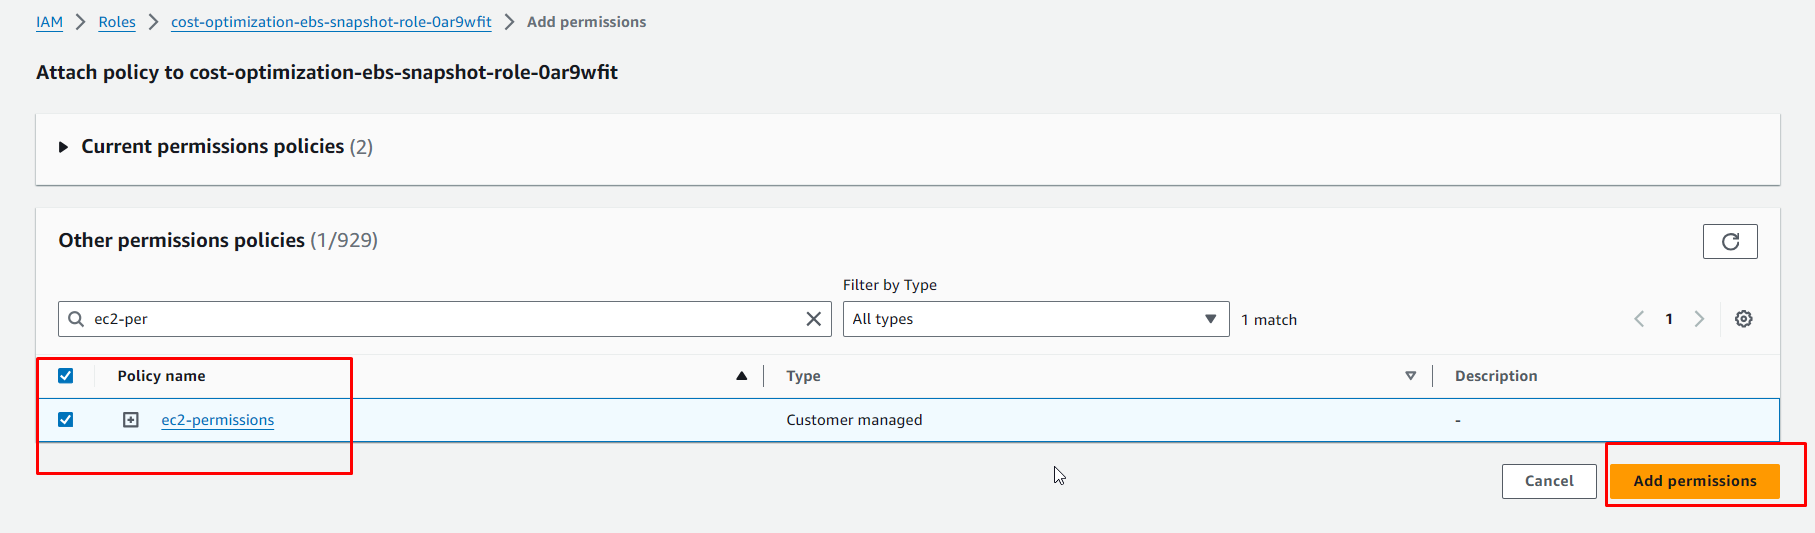 IAM > Roles > cost-optimization-ebs-snapshot-role-0ar9wfit > Add permissions
Attach policy to cost-optimization-ebs-snapshot-role-0ar9wfit
Current permissions policies (2)
Other permissions policies (1/929)
Filter by Type
ec2-per All types 1 match 1
Policy name Type Description
ec2-permissions Customer managed -
Cancel Add permissions